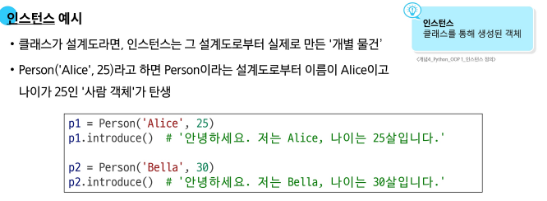 인스턴스 예시
인스턴스
클래스를 통해 생성된 객체
• 클래스가 설계도라면, 인스턴스는 그 설계도로부터 실제로 만든 '개별 물건'
• Person('Alice', 25)라고 하면 Person이라는 설계도로부터 이름이 Alice이고
나이가 25인 '사람 객체'가 탄생
p1 = Person('Alice', 25)
p1.introduce()  # '안녕하세요. 저는 Alice, 나이는 25살입니다.'
p2 = Person('Bella', 30)
p2.introduce()  # '안녕하세요. 저는 Bella, 나이는 30살입니다.'